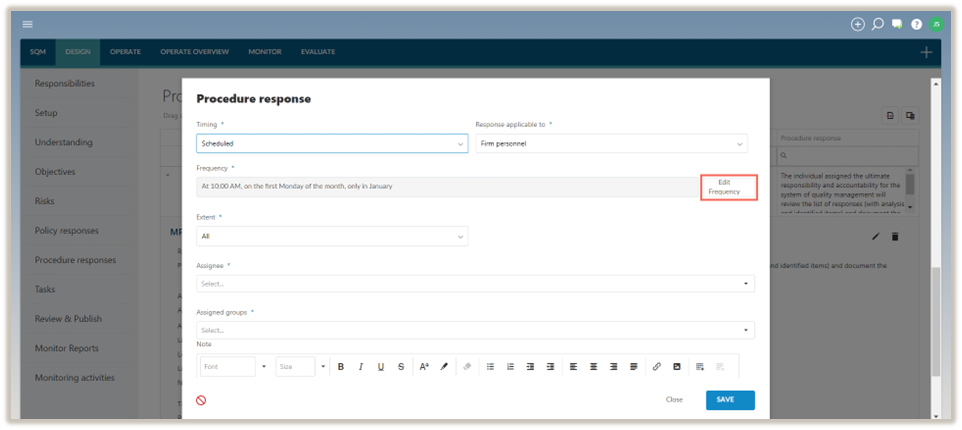 JS
SQM DESIGN OPERATE OPERATE OVERVIEW MONITOR EVALUATE
Responsibilities
Setup
Understanding
Objectives
Risks
Policy responses
Procedure responses
Tasks
Review & Publish
Monitor Reports
Monitoring activities
Procedure response
Timing *
Scheduled
Response applicable to *
Firm personnel
Frequency *
At 10:00 AM, on the first Monday of the month, only in January
Edit
Frequency
Extent *
All
Assignee *
Select...
Assigned groups *
Select...
Note
Font Size B I U S
Close SAVE
Procedure response
The individual assigned the ultimate
responsibility and accountability for the
system of quality management will
review the list of responses (with analysis
and identified items) and document the
and identified items) and document the